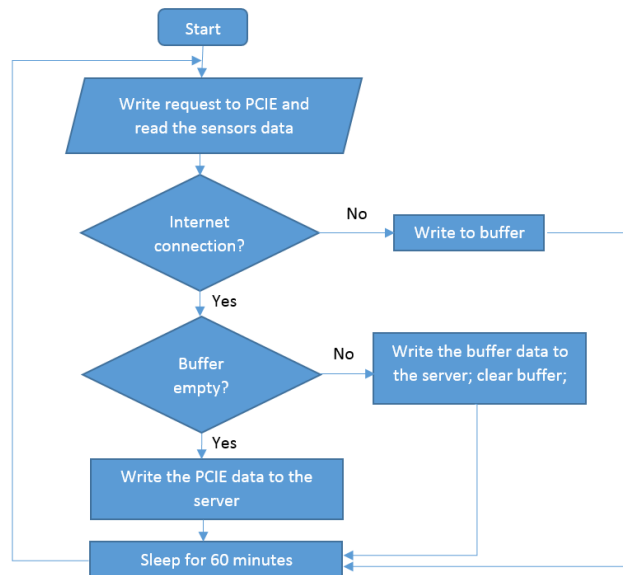 Start
Write request to PCIE and
read the sensors data
Internet
connection?
No
Write to buffer
Yes
Buffer
empty?
No
Write the buffer data to
the server; clear buffer;
Yes
Write the PCIE data to the
server
Sleep for 60 minutes